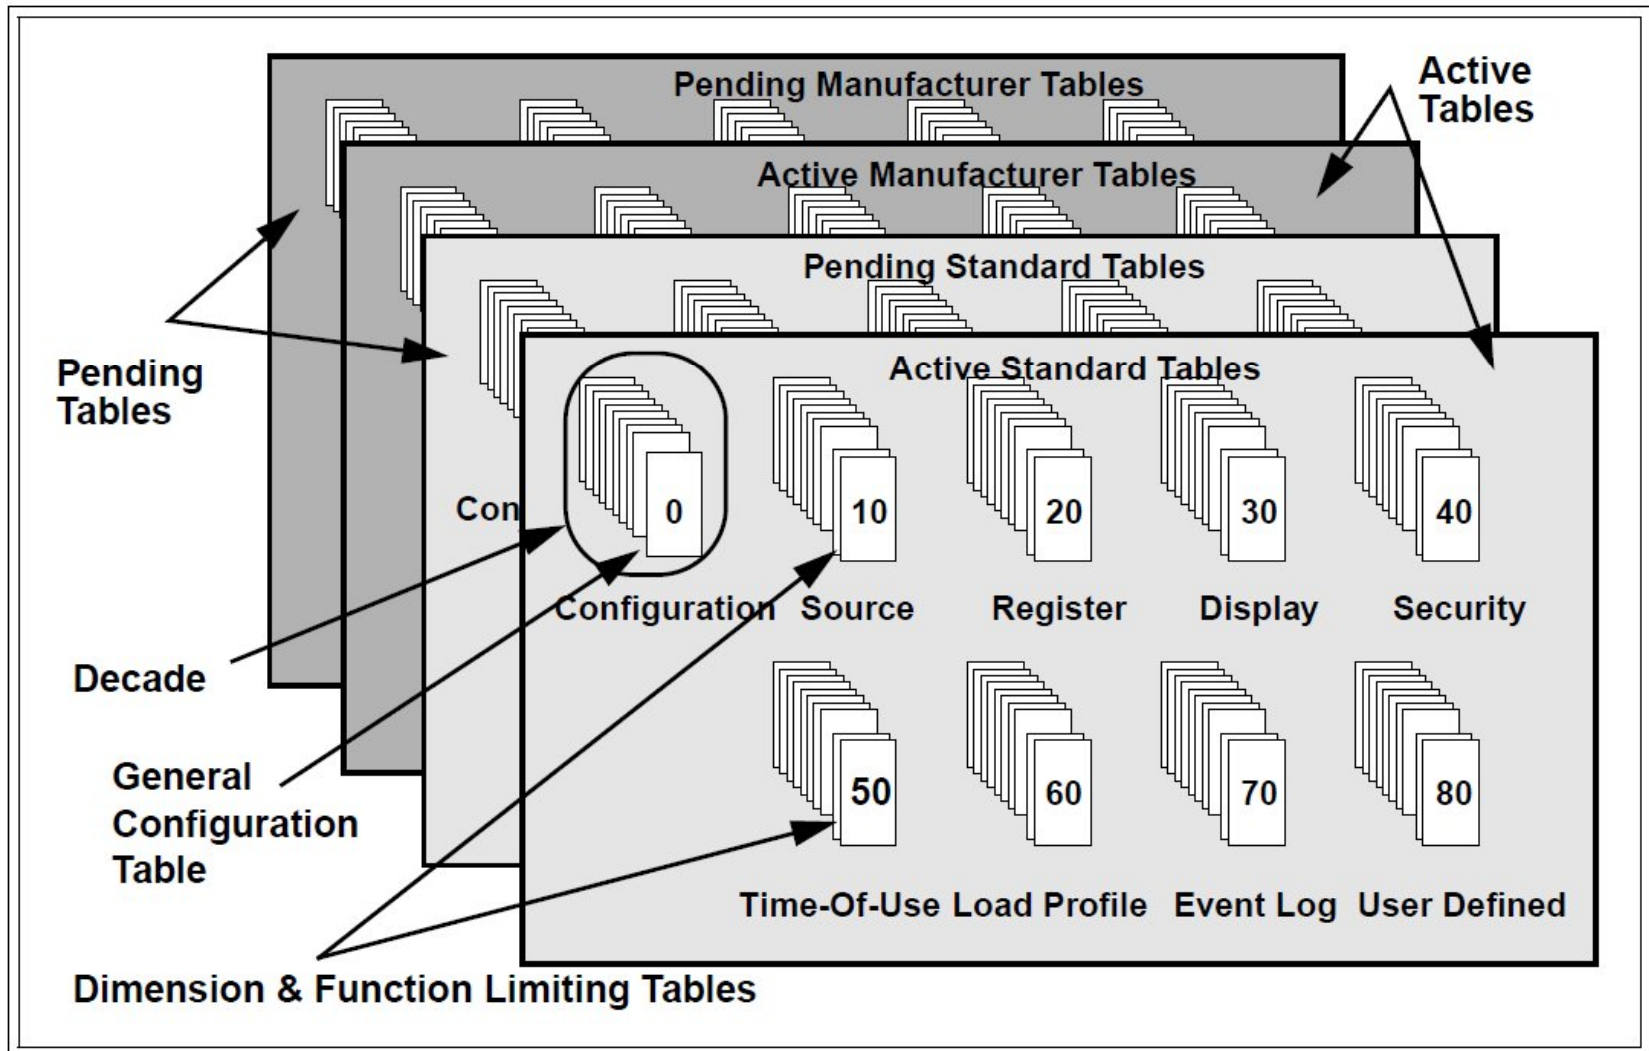 Pending Manufacturer Tables
Active
Tables
Active Manufacturer Tables
Pending Standard Tables
Pending
Tables
Active Standard Tables
Con
0
10
20
30
40
Configuration
Source
Register
Display
Security
Decade
General
Configuration
Table
50
60
70
80
Time-Of-Use
Load Profile
Event Log
User Defined
Dimension & Function Limiting Tables